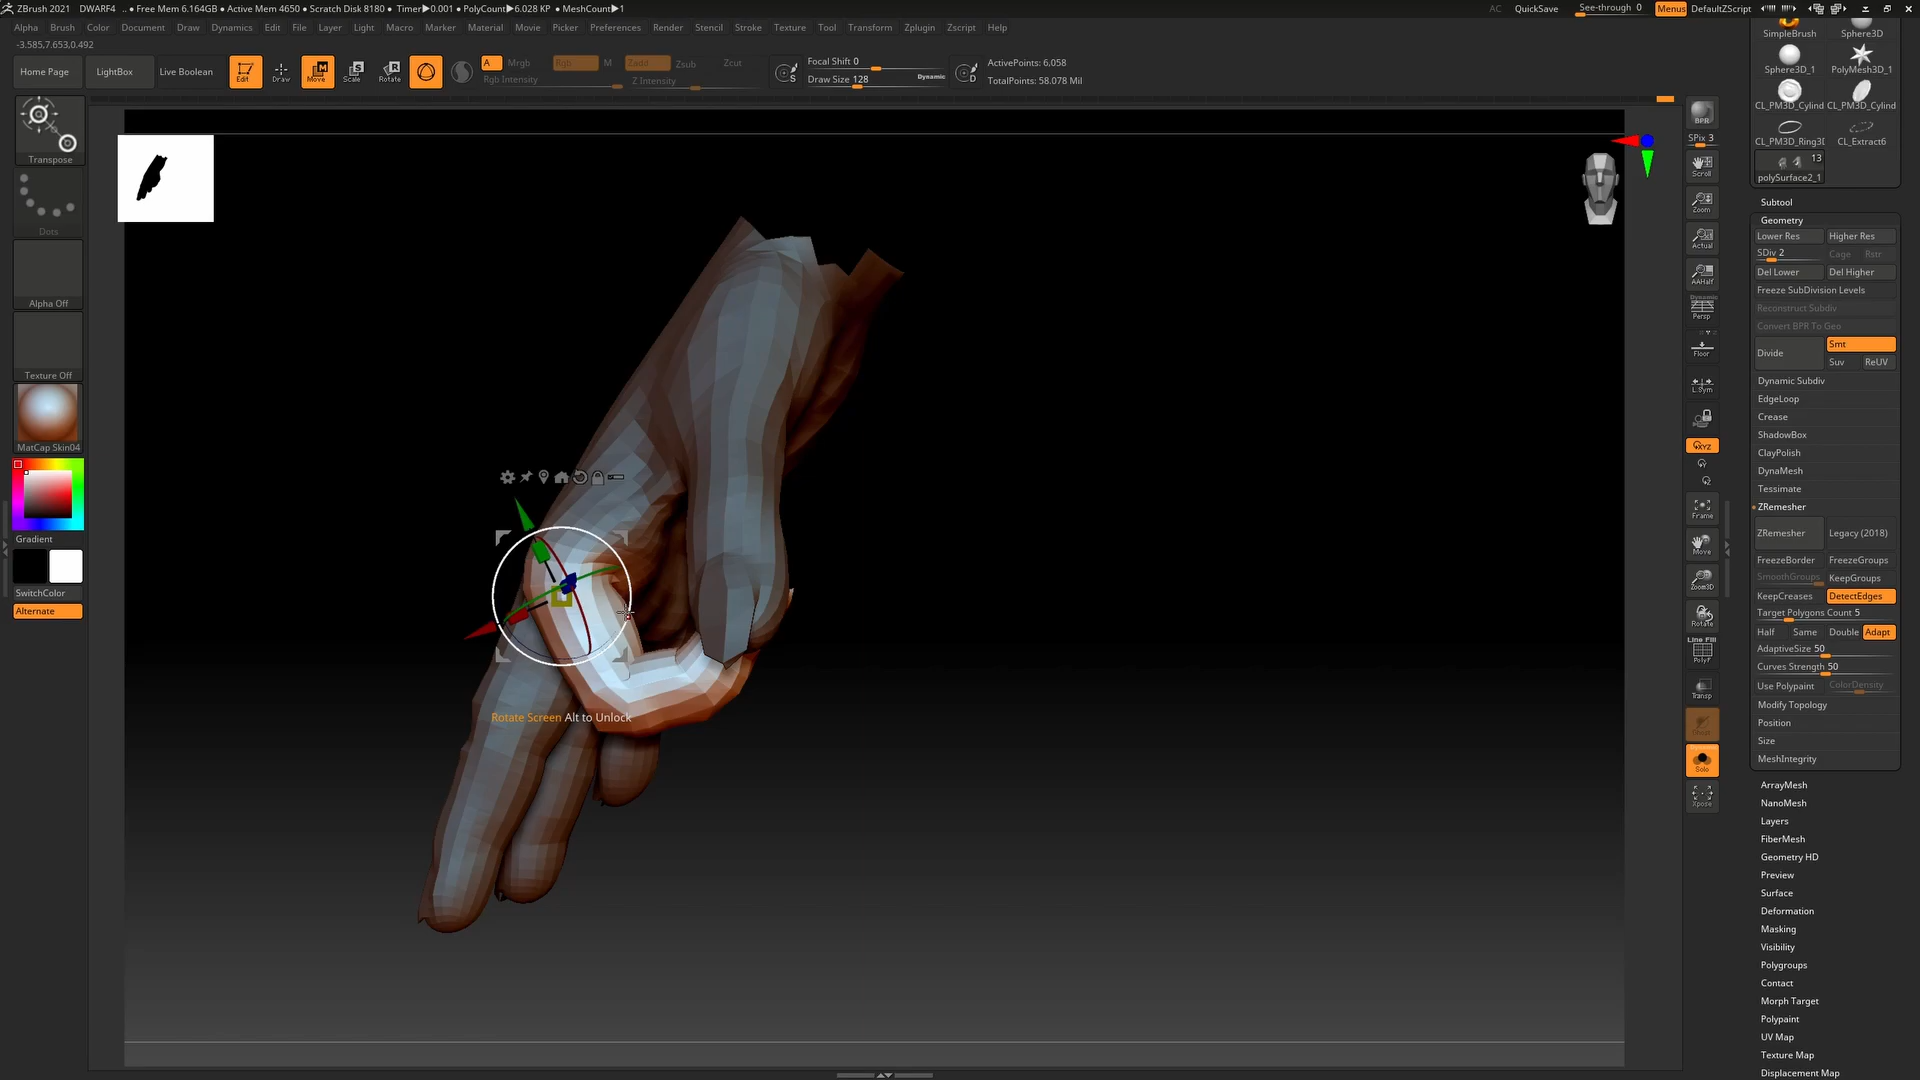 ZBrush 2021 DWARF4 .. • Free Mem 6.164GB • Active Mem 4650 • Scratch Disk 8180 • Timer▶0.001 • PolyCount▶6.028 KP • MeshCount▶1 AC QuickSave See-through 0 Menus DefaultZScript
Alpha Brush Color Document Draw Dynamics Edit File Layer Light Macro Marker Material Movie Picker Preferences Render Stencil Stroke Texture Tool Transform Zplugin Zscript Help
-3.585,7.653,0.492
Home Page LightBox Live Boolean Edit Draw Move Scale Rotate A Mrgb Rgb M Zadd Zsub Zcut
Rgb Intensity Z Intensity
Focal Shift 0
Draw Size 128 Dynamic
ActivePoints: 6,058
TotalPoints: 58.078 Mil
Transpose
Dots
Alpha Off
Texture Off
MatCap Skin04
Gradient
SwitchColor
Alternate
Rotate Screen Alt to Unlock
BPR
SPix 3
Scroll
Zoom
Actual
AAHalf
Dynamic
Persp
Floor
L.Sym
XYZ
Frame
Move
Zoom3D
Rotate
Line Fill
PolyF
Transp
Ghost
Dynamic
Solo
Xpose
SimpleBrush Sphere3D
Sphere3D_1 PolyMesh3D_1
CL_PM3D_Cylind CL_PM3D_Cylind
CL_PM3D_Ring3D CL_Extract6
13
polySurface2_1
Subtool
Geometry
Lower Res Higher Res
SDiv 2 Cage Rstr
Del Lower Del Higher
Freeze SubDivision Levels
Reconstruct Subdiv
Convert BPR To Geo
Divide Smt
Suv ReUV
Dynamic Subdiv
EdgeLoop
Crease
ShadowBox
ClayPolish
DynaMesh
Tessimate
ZRemesher
ZRemesher Legacy (2018)
FreezeBorder FreezeGroups
SmoothGroups KeepGroups
KeepCreases DetectEdges
Target Polygons Count 5
Half Same Double Adapt
AdaptiveSize 50
Curves Strength 50
Use Polypaint ColorDensity
Modify Topology
Position
Size
MeshIntegrity
ArrayMesh
NanoMesh
Layers
FiberMesh
Geometry HD
Preview
Surface
Deformation
Masking
Visibility
Polygroups
Contact
Morph Target
Polypaint
UV Map
Texture Map
Displacement Map